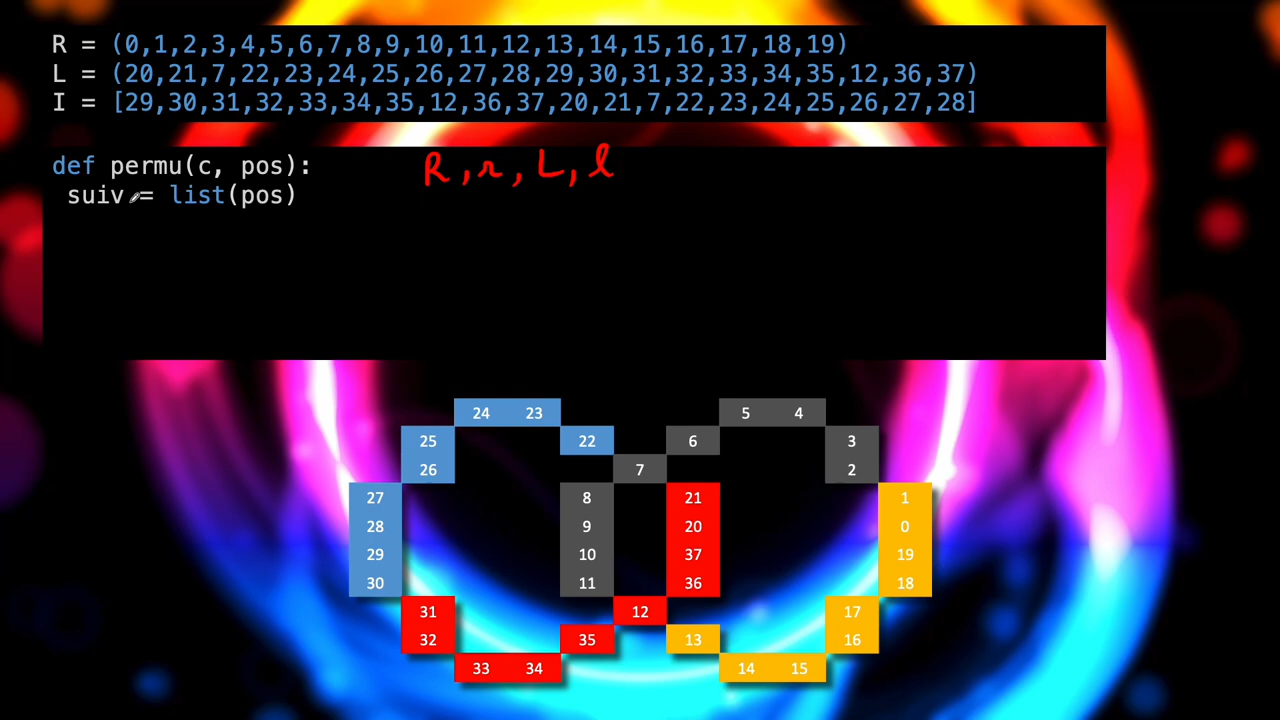 R = (0,1,2,3,4,5,6,7,8,9,10,11,12,13,14,15,16,17,18,19)
L = (20,21,7,22,23,24,25,26,27,28,29,30,31,32,33,34,35,12,36,37)
I = [29,30,31,32,33,34,35,12,36,37,20,21,7,22,23,24,25,26,27,28]
def permu(c, pos): R, r, L, l
suiv = list(pos)
24 23 5 4
25 22 6 3
26 7 2
27 8 21 1
28 9 20 0
29 10 37 19
30 11 36 18
31 12 17
32 35 13 16
33 34 14 15